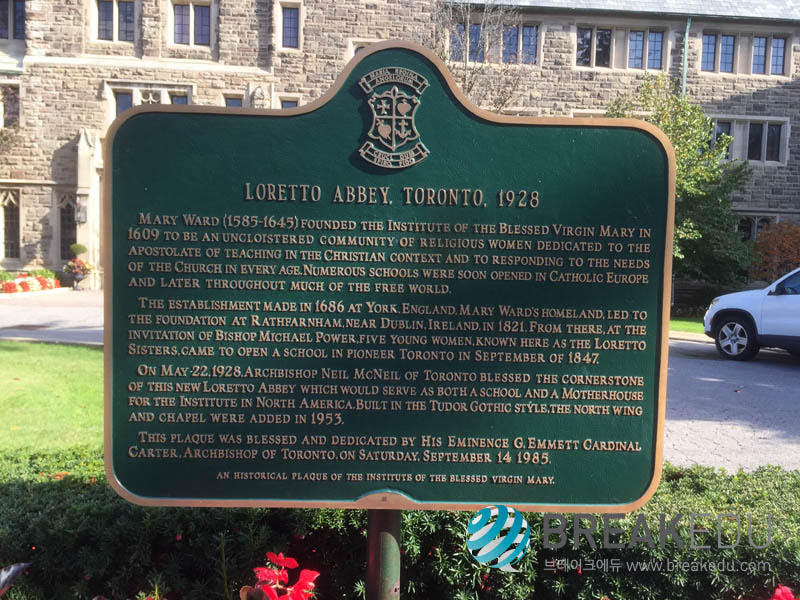 MARIA REGINA
ANGELORUM
CRUCI DUM
SPIRO FIDO
LORETTO ABBEY, TORONTO, 1928
MARY WARD (1585-1645) FOUNDED THE INSTITUTE OF THE BLESSED VIRGIN MARY IN
1609 TO BE AN UNCLOISTERED COMMUNITY OF RELIGIOUS WOMEN DEDICATED TO THE
APOSTOLATE OF TEACHING IN THE CHRISTIAN CONTEXT AND TO RESPONDING TO THE NEEDS
OF THE CHURCH IN EVERY AGE. NUMEROUS SCHOOLS WERE SOON OPENED IN CATHOLIC EUROPE
AND LATER THROUGHOUT MUCH OF THE FREE WORLD.
THE ESTABLISHMENT MADE IN 1686 AT YORK, ENGLAND, MARY WARD'S HOMELAND, LED TO
THE FOUNDATION AT RATHFARNHAM, NEAR DUBLIN, IRELAND, IN 1821. FROM THERE, AT THE
INVITATION OF BISHOP MICHAEL POWER, FIVE YOUNG WOMEN, KNOWN HERE AS THE LORETTO
SISTERS, CAME TO OPEN A SCHOOL IN PIONEER TORONTO IN SEPTEMBER OF 1847.
ON MAY 22, 1928, ARCHBISHOP NEIL MCNEIL OF TORONTO BLESSED THE CORNERSTONE
OF THIS NEW LORETTO ABBEY WHICH WOULD SERVE AS BOTH A SCHOOL AND A MOTHERHOUSE
FOR THE INSTITUTE IN NORTH AMERICA. BUILT IN THE TUDOR GOTHIC STYLE, THE NORTH WING
AND CHAPEL WERE ADDED IN 1953.
THIS PLAQUE WAS BLESSED AND DEDICATED BY HIS EMINENCE G. EMMETT CARDINAL
CARTER, ARCHBISHOP OF TORONTO, ON SATURDAY, SEPTEMBER 14 1985.
AN HISTORICAL PLAQUE OF THE INSTITUTE OF THE BLESSED VIRGIN MARY.
BREAKEDU
브레이크에듀 www.breakedu.com